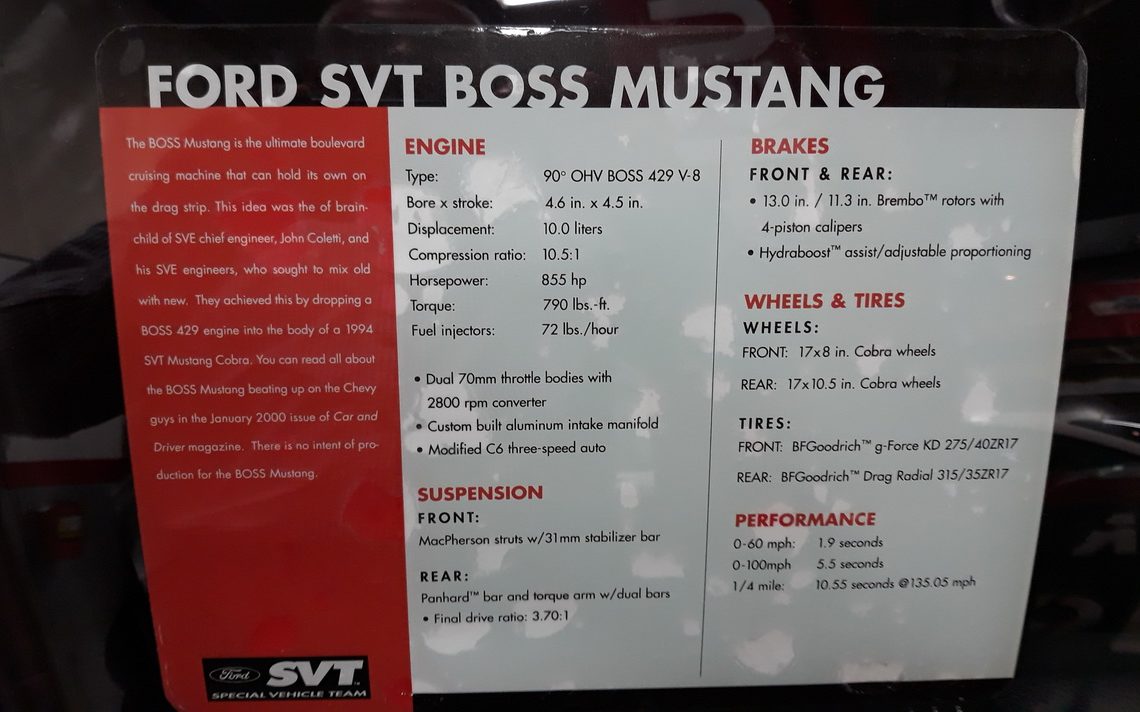 FORD SVT BOSS MUSTANG
The BOSS Mustang is the ultimate boulevard
cruising machine that can hold its own on
the drag strip. This idea was the of brain-
child of SVE chief engineer, John Coletti, and
his SVE engineers, who sought to mix old
with new. They achieved this by dropping a
BOSS 429 engine into the body of a 1994
SVT Mustang Cobra. You can read all about
the BOSS Mustang beating up on the Chevy
guys in the January 2000 issue of Car and
Driver magazine. There is no intent of pro-
duction for the BOSS Mustang.
Ford SVT™
SPECIAL VEHICLE TEAM
ENGINE
Type: 90° OHV BOSS 429 V-8
Bore x stroke: 4.6 in. x 4.5 in.
Displacement: 10.0 liters
Compression ratio: 10.5:1
Horsepower: 855 hp
Torque: 790 lbs.-ft.
Fuel injectors: 72 lbs./hour
• Dual 70mm throttle bodies with
2800 rpm converter
• Custom built aluminum intake manifold
• Modified C6 three-speed auto
SUSPENSION
FRONT:
MacPherson struts w/31mm stabilizer bar
REAR:
Panhard™ bar and torque arm w/dual bars
• Final drive ratio: 3.70:1
BRAKES
FRONT & REAR:
• 13.0 in. / 11.3 in. Brembo™ rotors with
4-piston calipers
• Hydraboost™ assist/adjustable proportioning
WHEELS & TIRES
WHEELS:
FRONT: 17x8 in. Cobra wheels
REAR: 17x10.5 in. Cobra wheels
TIRES:
FRONT: BFGoodrich™ g-Force KD 275/40ZR17
REAR: BFGoodrich™ Drag Radial 315/35ZR17
PERFORMANCE
0-60 mph: 1.9 seconds
0-100mph 5.5 seconds
1/4 mile: 10.55 seconds @135.05 mph